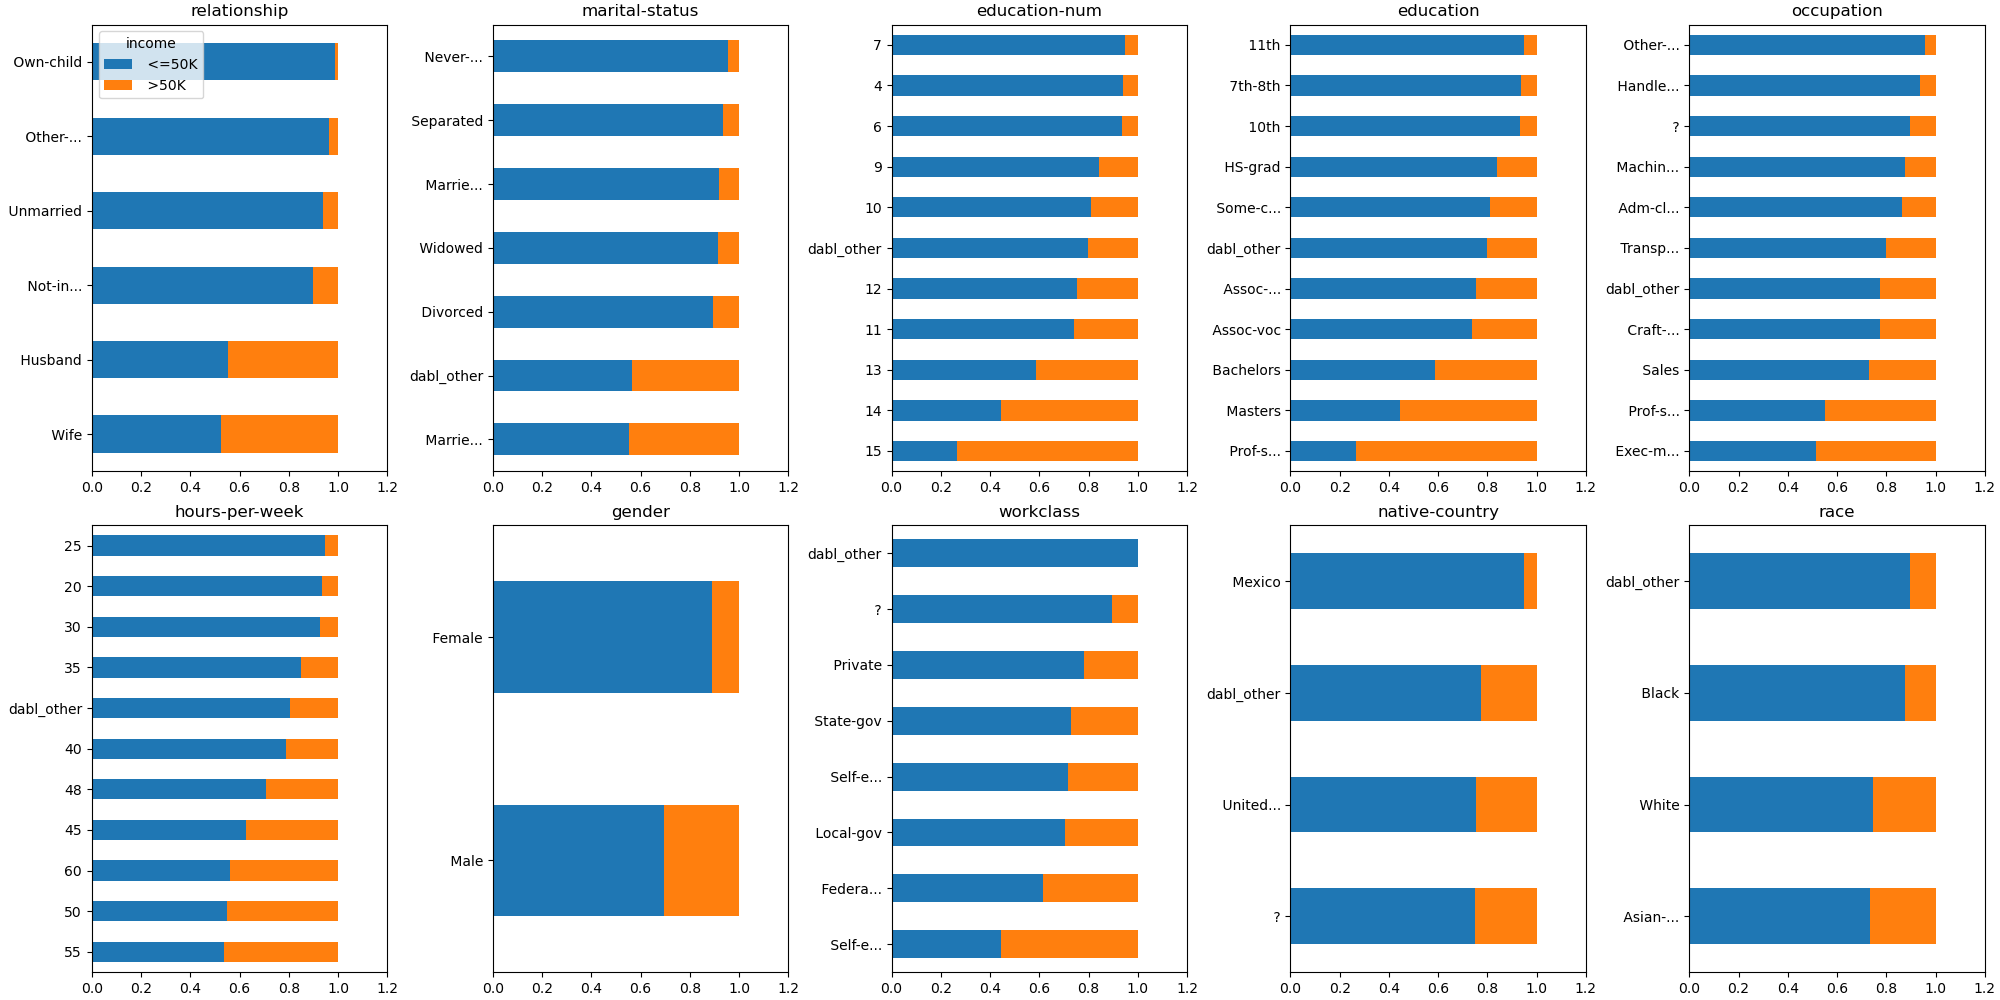 relationship
Own-child
Other-...
Unmarried
Not-in...
Husband
Wife
income
<=50K
>50K
0.0 0.2 0.4 0.6 0.8 1.0 1.2
marital-status
Never-...
Separated
Marrie...
Widowed
Divorced
dabl_other
Marrie...
0.0 0.2 0.4 0.6 0.8 1.0 1.2
education-num
7
4
6
9
10
dabl_other
12
11
13
14
15
0.0 0.2 0.4 0.6 0.8 1.0 1.2
education
11th
7th-8th
10th
HS-grad
Some-c...
dabl_other
Assoc-...
Assoc-voc
Bachelors
Masters
Prof-s...
0.0 0.2 0.4 0.6 0.8 1.0 1.2
occupation
Other-...
Handle...
?
Machin...
Adm-cl...
Transp...
dabl_other
Craft-...
Sales
Prof-s...
Exec-m...
0.0 0.2 0.4 0.6 0.8 1.0 1.2
hours-per-week
25
20
30
35
dabl_other
40
48
45
60
50
55
0.0 0.2 0.4 0.6 0.8 1.0 1.2
gender
Female
Male
0.0 0.2 0.4 0.6 0.8 1.0 1.2
workclass
dabl_other
?
Private
State-gov
Self-e...
Local-gov
Federa...
Self-e...
0.0 0.2 0.4 0.6 0.8 1.0 1.2
native-country
Mexico
dabl_other
United...
?
0.0 0.2 0.4 0.6 0.8 1.0 1.2
race
dabl_other
Black
White
Asian-...
0.0 0.2 0.4 0.6 0.8 1.0 1.2